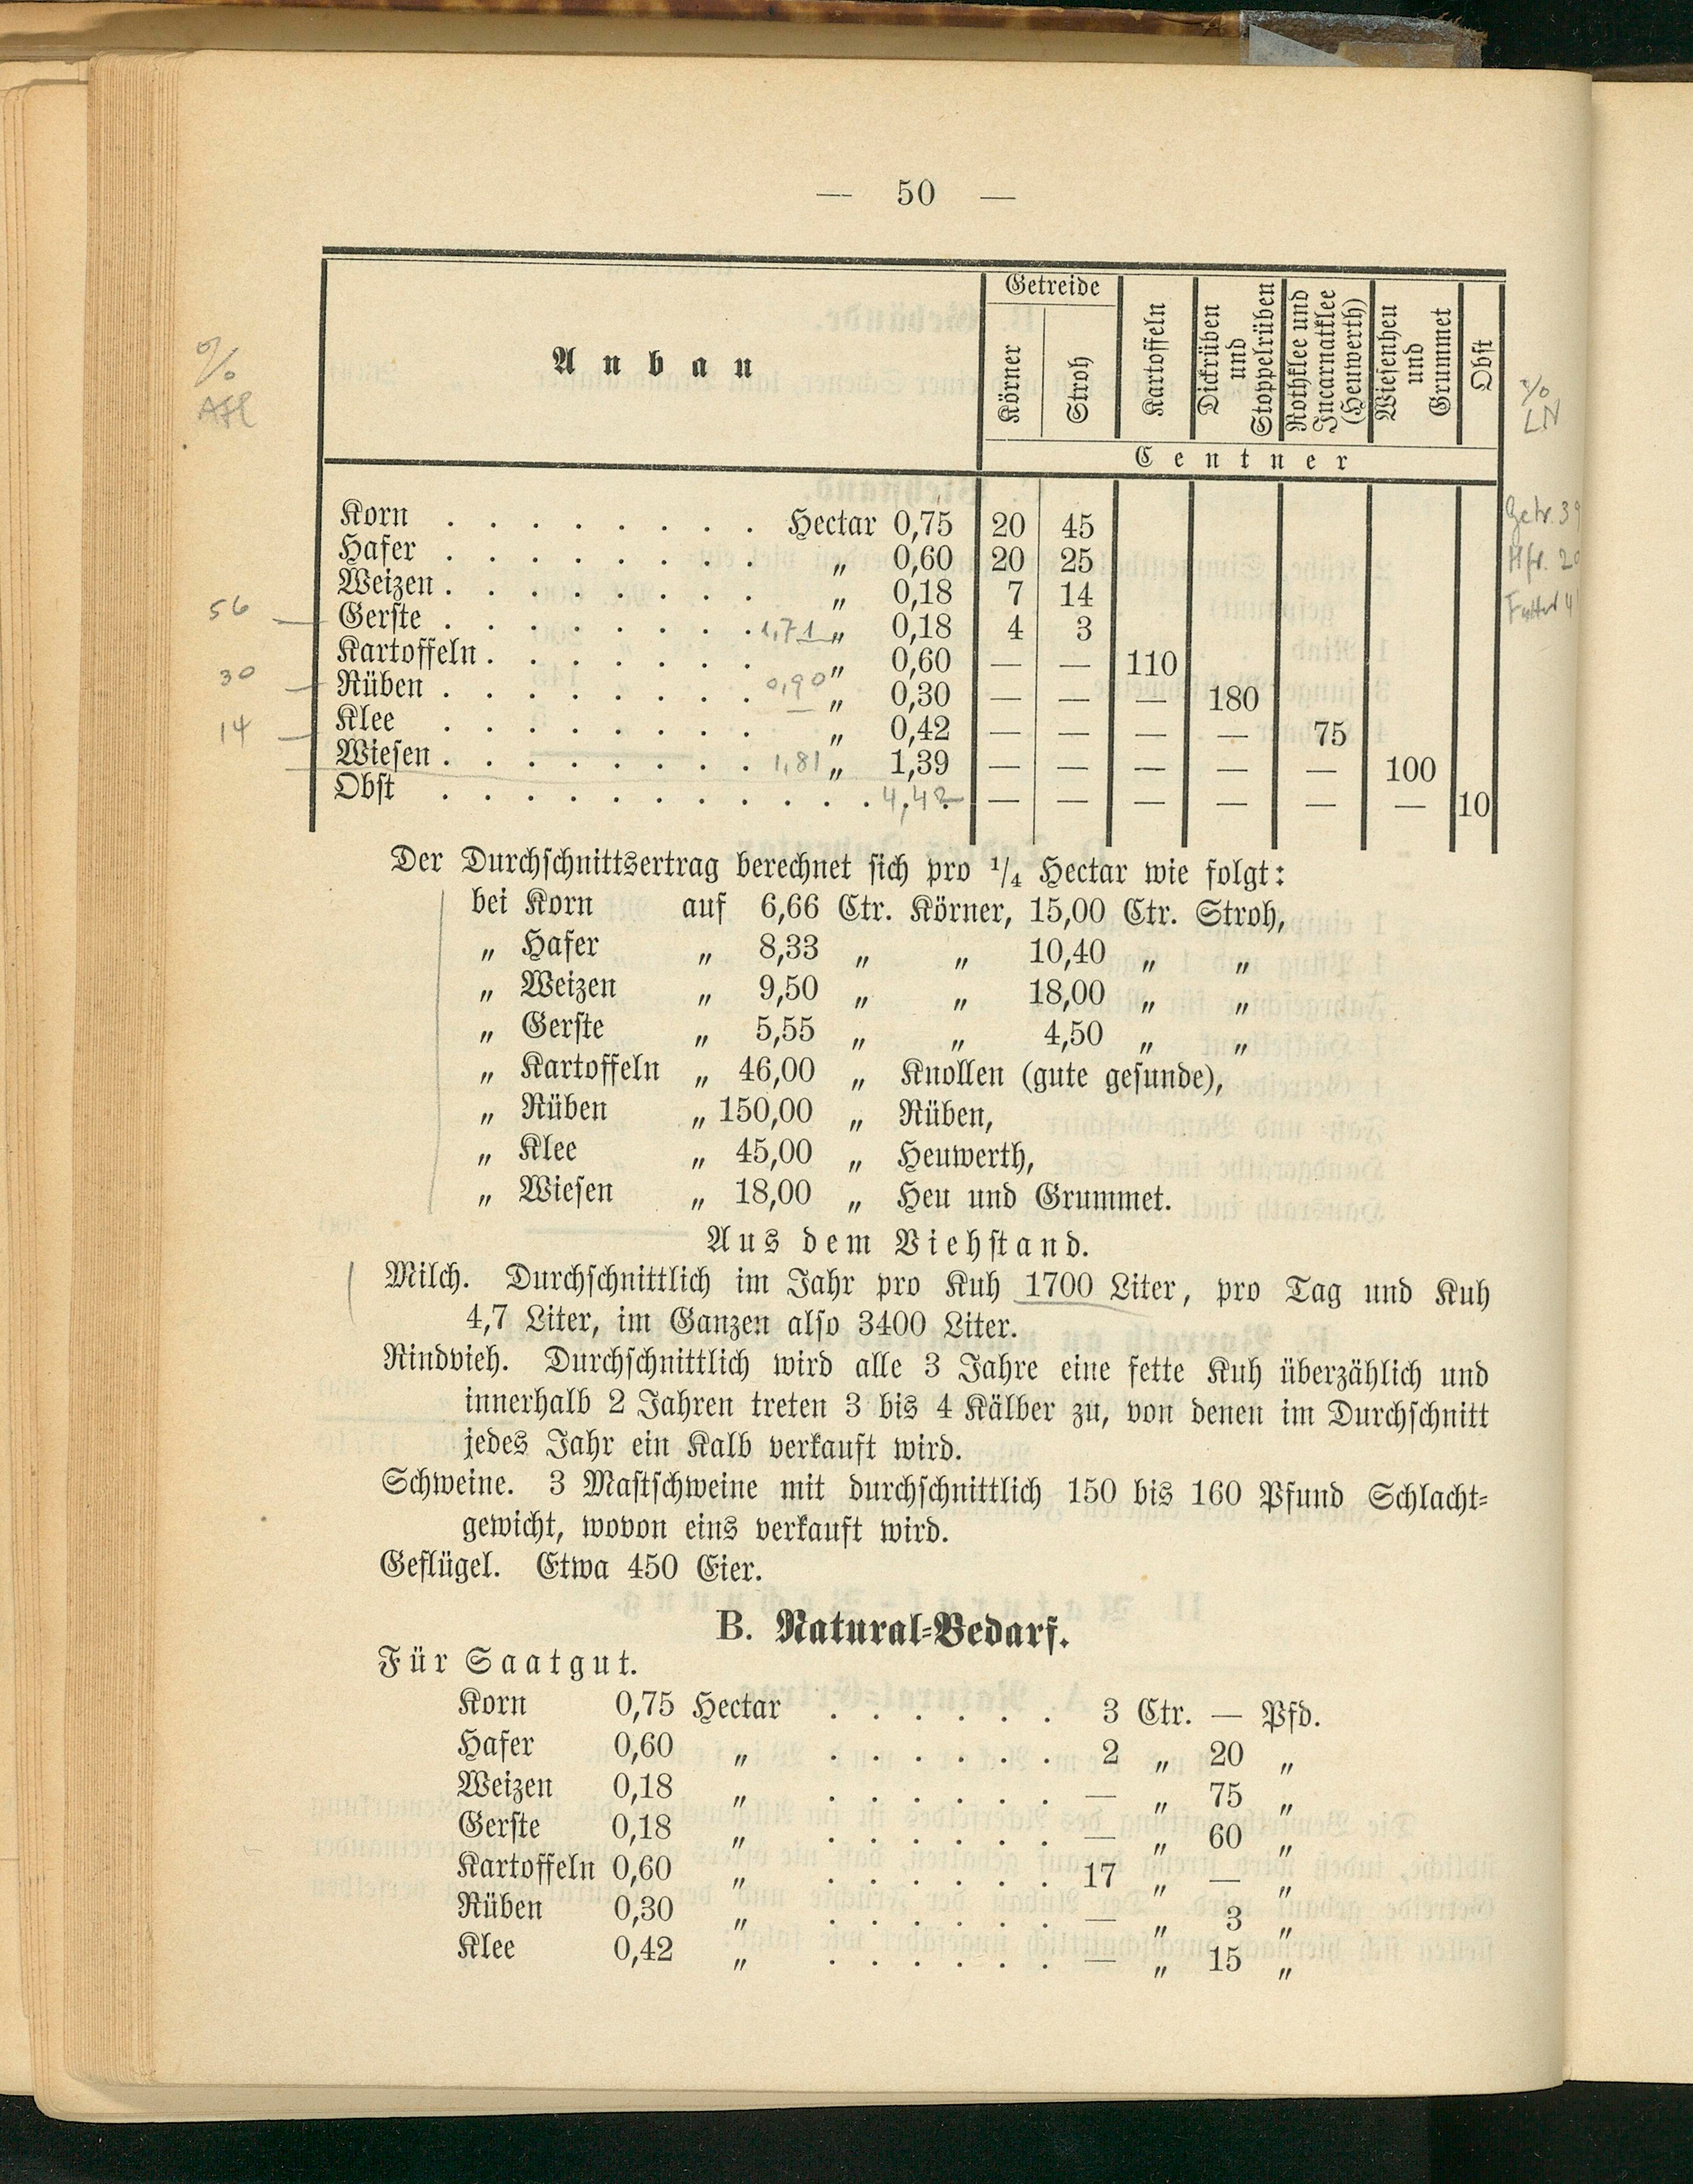 — 50 —
Anbau
Getreide
Körner
Stroh
Kartoffeln
Dickrüben
und
Stoppelrüben
Rothklee und
Incarnatklee
(Heuwerth)
Wiesenheu
und
Grummet
Obst
Centner
%
%
LN
Korn . . . . . . . . Hectar 0,75 20 45
Hafer . . . . . . . . „ 0,60 20 25
Weizen . . . . . . . . „ 0,18 7 14
56 Gerste . . . . . . . . 1,71 „ 0,18 4 3
Kartoffeln . . . . . . . „ 0,60 — — 110
30 Rüben . . . . . . . . 0,90 „ 0,30 — — — 180
14 Klee . . . . . . . . „ 0,42 — — — — 75
Wiesen . . . . . . . . 1,81 „ 1,39 — — — — — 100
Obst . . . . . . . . . . . 4,42 — — — — — — 10
Getr. 39
Hfr. 20
Futter 41
Der Durchschnittsertrag berechnet sich pro 1/4 Hectar wie folgt:
bei Korn auf 6,66 Ctr. Körner, 15,00 Ctr. Stroh,
„ Hafer „ 8,33 „ „ 10,40 „ „
„ Weizen „ 9,50 „ „ 18,00 „ „
„ Gerste „ 5,55 „ „ 4,50 „ „
„ Kartoffeln „ 46,00 „ Knollen (gute gesunde),
„ Rüben „ 150,00 „ Rüben,
„ Klee „ 45,00 „ Heuwerth,
„ Wiesen „ 18,00 „ Heu und Grummet.
Aus dem Viehstand.
Milch. Durchschnittlich im Jahr pro Kuh 1700 Liter, pro Tag und Kuh
4,7 Liter, im Ganzen also 3400 Liter.
Rindvieh. Durchschnittlich wird alle 3 Jahre eine fette Kuh überzählich und
innerhalb 2 Jahren treten 3 bis 4 Kälber zu, von denen im Durchschnitt
jedes Jahr ein Kalb verkauft wird.
Schweine. 3 Mastschweine mit durchschnittlich 150 bis 160 Pfund Schlacht-
gewicht, wovon eins verkauft wird.
Geflügel. Etwa 450 Eier.
B. Natural-Bedarf.
Für Saatgut.
Korn 0,75 Hectar . . . . . . 3 Ctr. — Pfd.
Hafer 0,60 „ . . . . . . 2 „ 20 „
Weizen 0,18 „ . . . . . . — „ 75 „
Gerste 0,18 „ . . . . . . — „ 60 „
Kartoffeln 0,60 „ . . . . . . 17 „ — „
Rüben 0,30 „ . . . . . . — „ 3 „
Klee 0,42 „ . . . . . . — „ 15 „